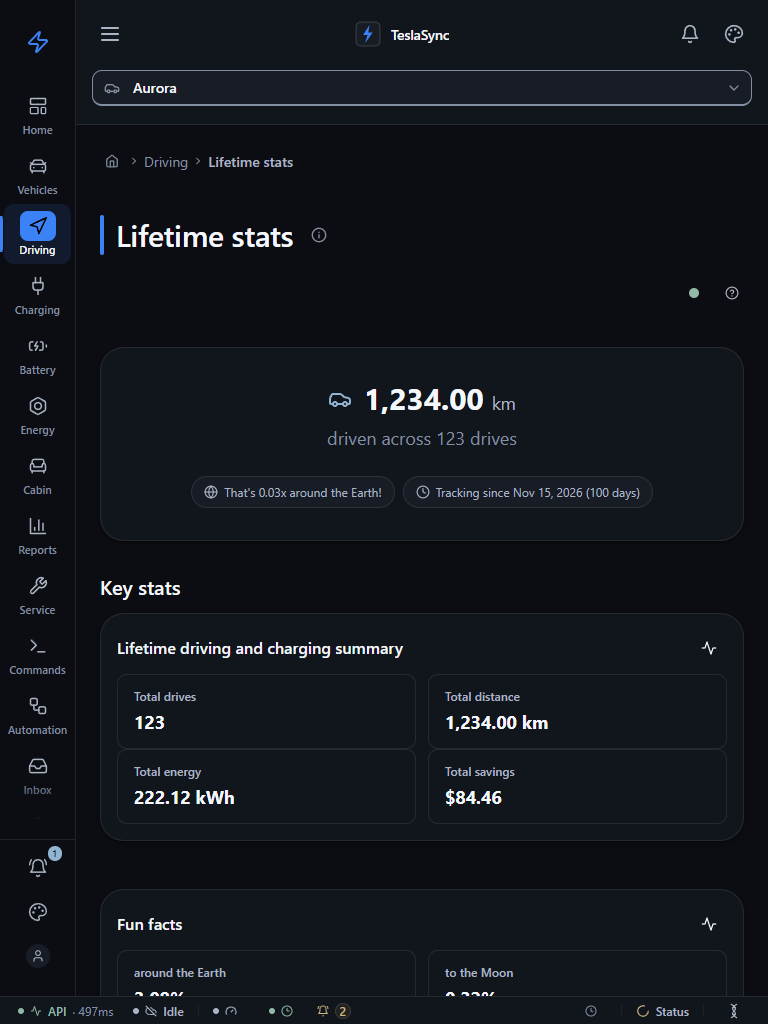 TeslaSync
Aurora
Home
Vehicles
Driving
Charging
Battery
Energy
Cabin
Reports
Service
Commands
Automation
Inbox
1
Driving
Lifetime stats
Lifetime stats
1,234.00 km
driven across 123 drives
That's 0.03x around the Earth!
Tracking since Nov 15, 2026 (100 days)
Key stats
Lifetime driving and charging summary
Total drives
123
Total distance
1,234.00 km
Total energy
222.12 kWh
Total savings
$84.46
Fun facts
around the Earth
to the Moon
API · 497ms
Idle
2
Status